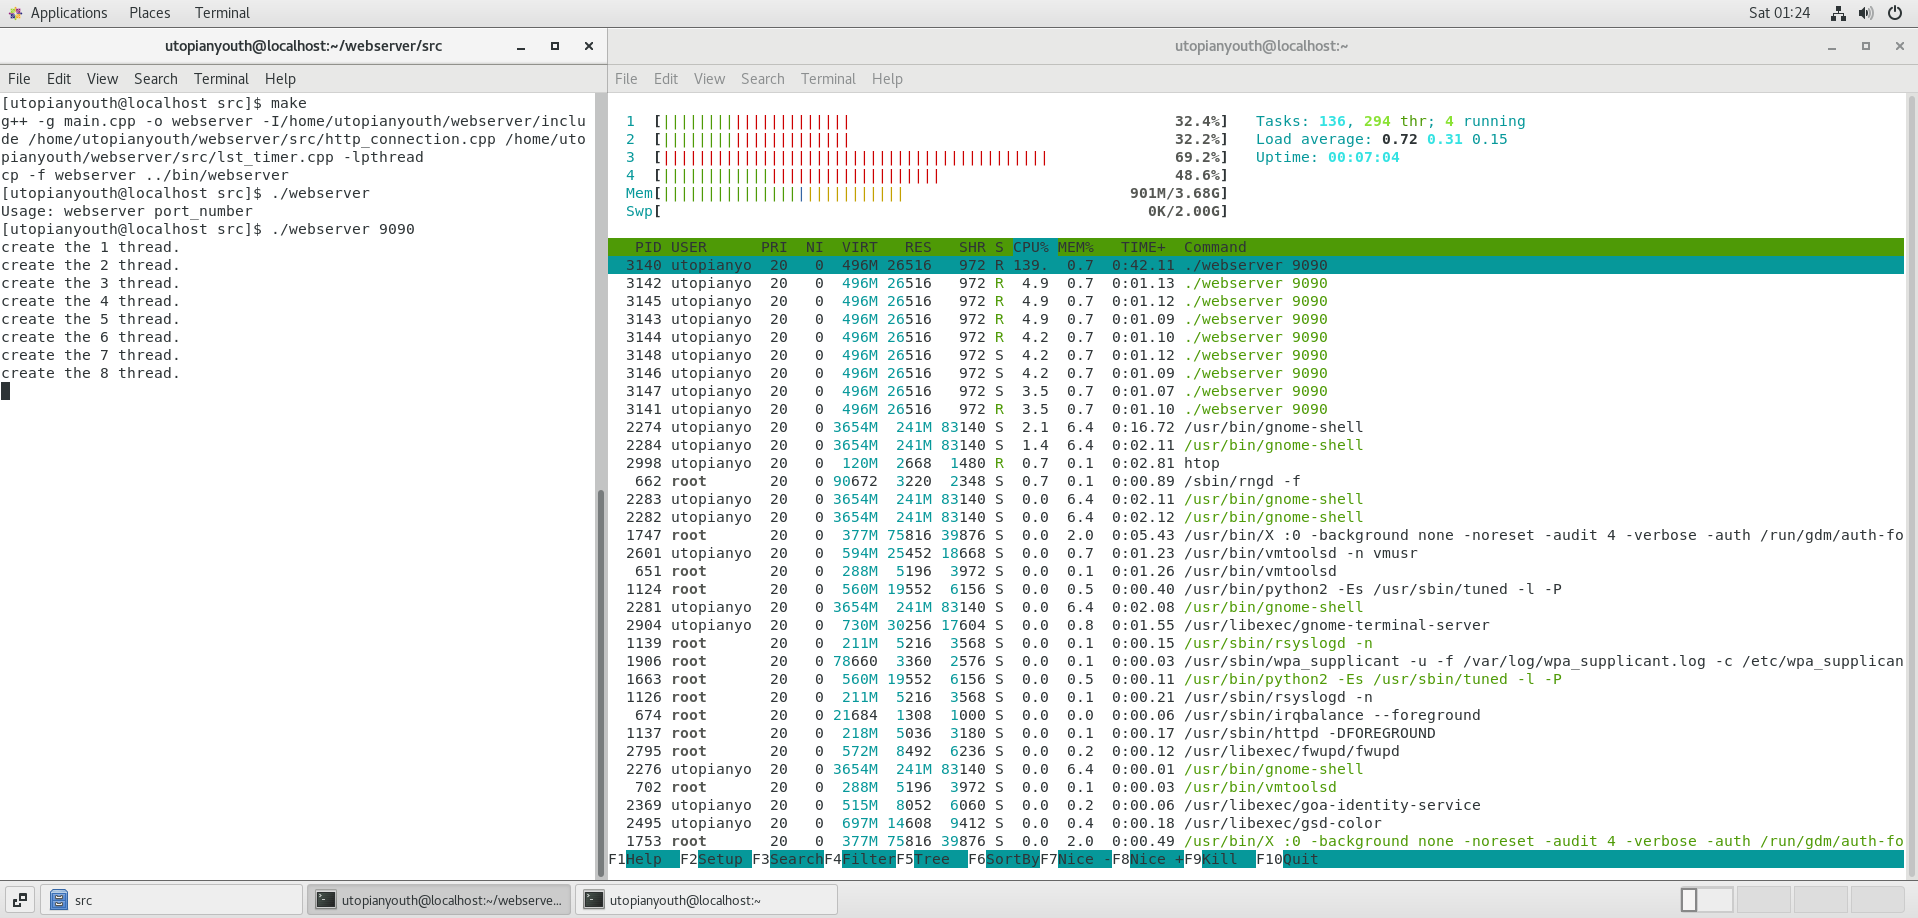 Applications Places Terminal Sat 01:24
utopianyouth@localhost:~/webserver/src
File Edit View Search Terminal Help
[utopianyouth@localhost src]$ make
g++ -g main.cpp -o webserver -I/home/utopianyouth/webserver/inclu
de /home/utopianyouth/webserver/src/http_connection.cpp /home/uto
pianyouth/webserver/src/lst_timer.cpp -lpthread
cp -f webserver ../bin/webserver
[utopianyouth@localhost src]$ ./webserver
Usage: webserver port_number
[utopianyouth@localhost src]$ ./webserver 9090
create the 1 thread.
create the 2 thread.
create the 3 thread.
create the 4 thread.
create the 5 thread.
create the 6 thread.
create the 7 thread.
create the 8 thread.
utopianyouth@localhost:~
File Edit View Search Terminal Help
1 [||||||||||||||||||||| 32.4%] Tasks: 136, 294 thr; 4 running
2 [||||||||||||||||||||| 32.2%] Load average: 0.72 0.31 0.15
3 [||||||||||||||||||||||||||||||||||||||||||| 69.2%] Uptime: 00:07:04
4 [||||||||||||||||||||||||||||||| 48.6%]
Mem[||||||||||||||||||||||||||| 901M/3.68G]
Swp[ 0K/2.00G]
PID USER PRI NI VIRT RES SHR S CPU% MEM% TIME+ Command
3140 utopianyo 20 0 496M 26516 972 R 139. 0.7 0:42.11 ./webserver 9090
3142 utopianyo 20 0 496M 26516 972 R 4.9 0.7 0:01.13 ./webserver 9090
3145 utopianyo 20 0 496M 26516 972 R 4.9 0.7 0:01.12 ./webserver 9090
3143 utopianyo 20 0 496M 26516 972 R 4.9 0.7 0:01.09 ./webserver 9090
3144 utopianyo 20 0 496M 26516 972 R 4.2 0.7 0:01.10 ./webserver 9090
3148 utopianyo 20 0 496M 26516 972 S 4.2 0.7 0:01.12 ./webserver 9090
3146 utopianyo 20 0 496M 26516 972 S 4.2 0.7 0:01.09 ./webserver 9090
3147 utopianyo 20 0 496M 26516 972 S 3.5 0.7 0:01.07 ./webserver 9090
3141 utopianyo 20 0 496M 26516 972 R 3.5 0.7 0:01.10 ./webserver 9090
2274 utopianyo 20 0 3654M 241M 83140 S 2.1 6.4 0:16.72 /usr/bin/gnome-shell
2284 utopianyo 20 0 3654M 241M 83140 S 1.4 6.4 0:02.11 /usr/bin/gnome-shell
2998 utopianyo 20 0 120M 2668 1480 R 0.7 0.1 0:02.81 htop
662 root 20 0 90672 3220 2348 S 0.7 0.1 0:00.89 /sbin/rngd -f
2283 utopianyo 20 0 3654M 241M 83140 S 0.0 6.4 0:02.11 /usr/bin/gnome-shell
2282 utopianyo 20 0 3654M 241M 83140 S 0.0 6.4 0:02.12 /usr/bin/gnome-shell
1747 root 20 0 377M 75816 39876 S 0.0 2.0 0:05.43 /usr/bin/X :0 -background none -noreset -audit 4 -verbose -auth /run/gdm/auth-fo
2601 utopianyo 20 0 594M 25452 18668 S 0.0 0.7 0:01.23 /usr/bin/vmtoolsd -n vmusr
651 root 20 0 288M 5196 3972 S 0.0 0.1 0:01.26 /usr/bin/vmtoolsd
1124 root 20 0 560M 19552 6156 S 0.0 0.5 0:00.40 /usr/bin/python2 -Es /usr/sbin/tuned -l -P
2281 utopianyo 20 0 3654M 241M 83140 S 0.0 6.4 0:02.08 /usr/bin/gnome-shell
2904 utopianyo 20 0 730M 30256 17604 S 0.0 0.8 0:01.55 /usr/libexec/gnome-terminal-server
1139 root 20 0 211M 5216 3568 S 0.0 0.1 0:00.15 /usr/sbin/rsyslogd -n
1906 root 20 0 78660 3360 2576 S 0.0 0.1 0:00.03 /usr/sbin/wpa_supplicant -u -f /var/log/wpa_supplicant.log -c /etc/wpa_supplican
1663 root 20 0 560M 19552 6156 S 0.0 0.5 0:00.11 /usr/bin/python2 -Es /usr/sbin/tuned -l -P
1126 root 20 0 211M 5216 3568 S 0.0 0.1 0:00.21 /usr/sbin/rsyslogd -n
674 root 20 0 21684 1308 1000 S 0.0 0.0 0:00.06 /usr/sbin/irqbalance --foreground
1137 root 20 0 218M 5036 3180 S 0.0 0.1 0:00.17 /usr/sbin/httpd -DFOREGROUND
2795 root 20 0 572M 8492 6236 S 0.0 0.2 0:00.12 /usr/libexec/fwupd/fwupd
2276 utopianyo 20 0 3654M 241M 83140 S 0.0 6.4 0:00.01 /usr/bin/gnome-shell
702 root 20 0 288M 5196 3972 S 0.0 0.1 0:00.03 /usr/bin/vmtoolsd
2369 utopianyo 20 0 515M 8052 6060 S 0.0 0.2 0:00.06 /usr/libexec/goa-identity-service
2495 utopianyo 20 0 697M 14608 9412 S 0.0 0.4 0:00.18 /usr/libexec/gsd-color
1753 root 20 0 377M 75816 39876 S 0.0 2.0 0:00.49 /usr/bin/X :0 -background none -noreset -audit 4 -verbose -auth /run/gdm/auth-fo
F1Help F2Setup F3SearchF4FilterF5Tree F6SortByF7Nice -F8Nice +F9Kill F10Quit
src utopianyouth@localhost:~/webserve... utopianyouth@localhost:~